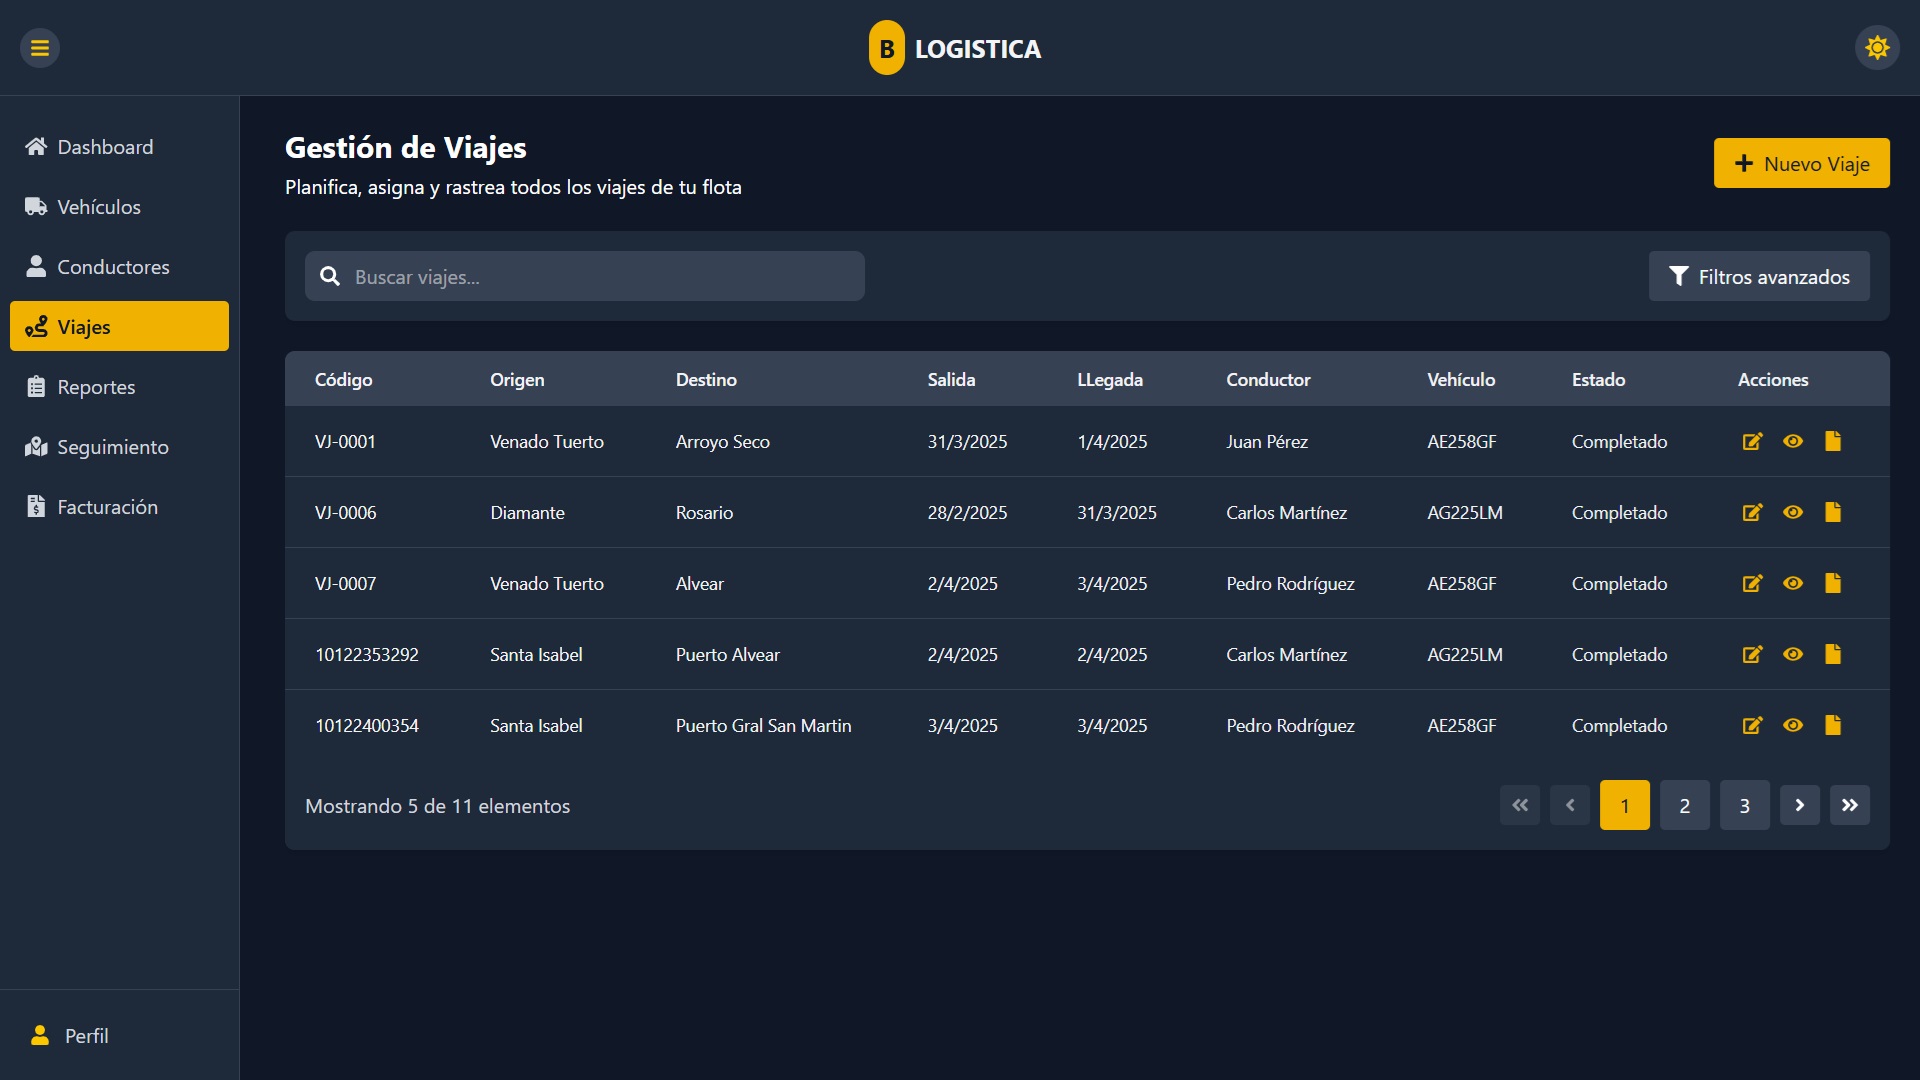 B LOGISTICA
Dashboard
Vehículos
Conductores
Viajes
Reportes
Seguimiento
Facturación
Perfil
Gestión de Viajes
Planifica, asigna y rastrea todos los viajes de tu flota
Nuevo Viaje
Buscar viajes...
Filtros avanzados
Código Origen Destino Salida LLegada Conductor Vehículo Estado Acciones
VJ-0001 Venado Tuerto Arroyo Seco 31/3/2025 1/4/2025 Juan Pérez AE258GF Completado
VJ-0006 Diamante Rosario 28/2/2025 31/3/2025 Carlos Martínez AG225LM Completado
VJ-0007 Venado Tuerto Alvear 2/4/2025 3/4/2025 Pedro Rodríguez AE258GF Completado
10122353292 Santa Isabel Puerto Alvear 2/4/2025 2/4/2025 Carlos Martínez AG225LM Completado
10122400354 Santa Isabel Puerto Gral San Martin 3/4/2025 3/4/2025 Pedro Rodríguez AE258GF Completado
Mostrando 5 de 11 elementos
1 2 3